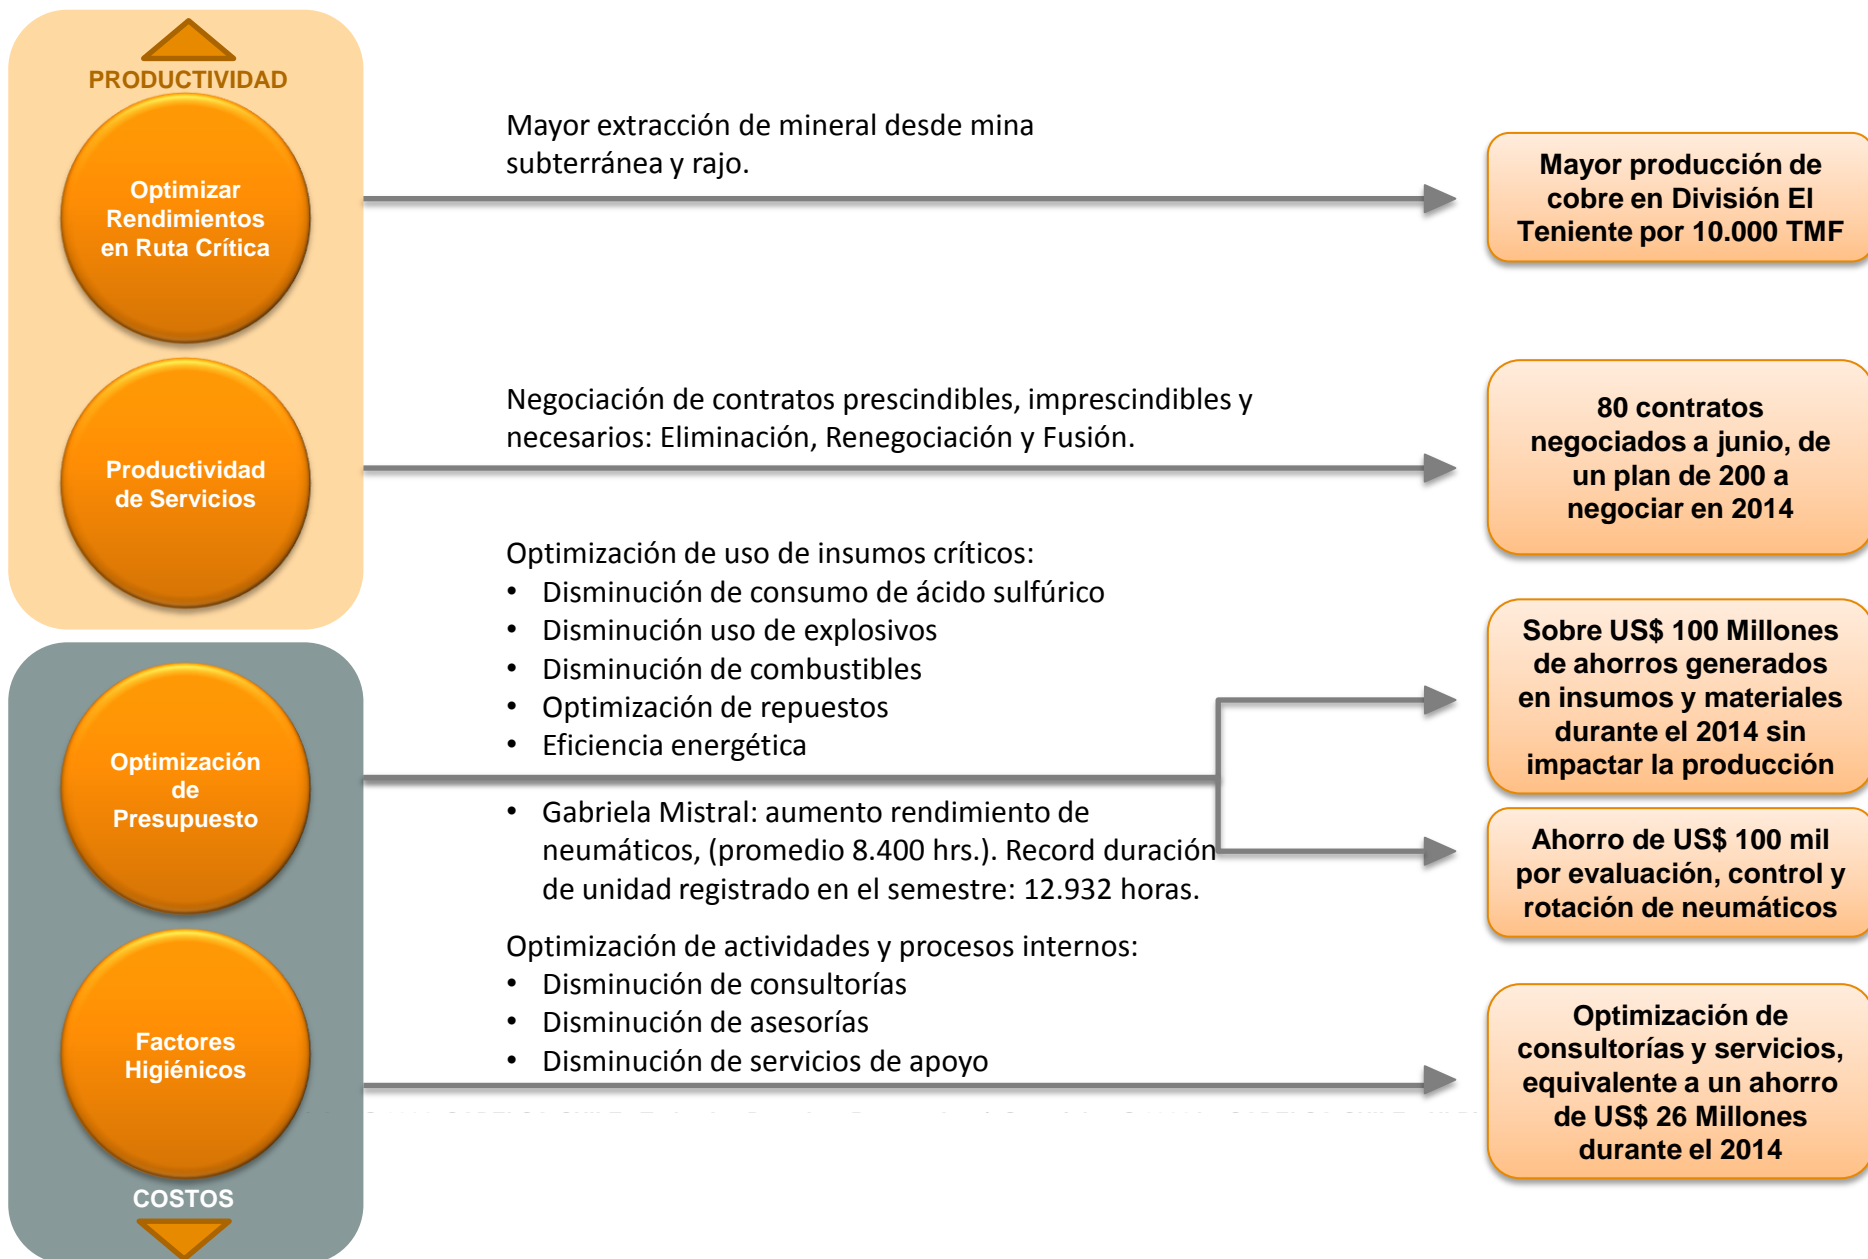 PRODUCTIVIDAD
Optimizar
Rendimientos
en Ruta Crítica
Mayor extracción de mineral desde mina
subterránea y rajo.
Mayor producción de
cobre en División El
Teniente por 10.000 TMF
Productividad
de Servicios
Negociación de contratos prescindibles, imprescindibles y
necesarios: Eliminación, Renegociación y Fusión.
80 contratos
negociados a junio, de
un plan de 200 a
negociar en 2014
Optimización
de
Presupuesto
Optimización de uso de insumos críticos:
• Disminución de consumo de ácido sulfúrico
• Disminución uso de explosivos
• Disminución de combustibles
• Optimización de repuestos
• Eficiencia energética
Sobre US$ 100 Millones
de ahorros generados
en insumos y materiales
durante el 2014 sin
impactar la producción
• Gabriela Mistral: aumento rendimiento de
neumáticos, (promedio 8.400 hrs.). Record duración
de unidad registrado en el semestre: 12.932 horas.
Ahorro de US$ 100 mil
por evaluación, control y
rotación de neumáticos
Factores
Higiénicos
Optimización de actividades y procesos internos:
• Disminución de consultorías
• Disminución de asesorías
• Disminución de servicios de apoyo
Optimización de
consultorías y servicios,
equivalente a un ahorro
de US$ 26 Millones
durante el 2014
COSTOS